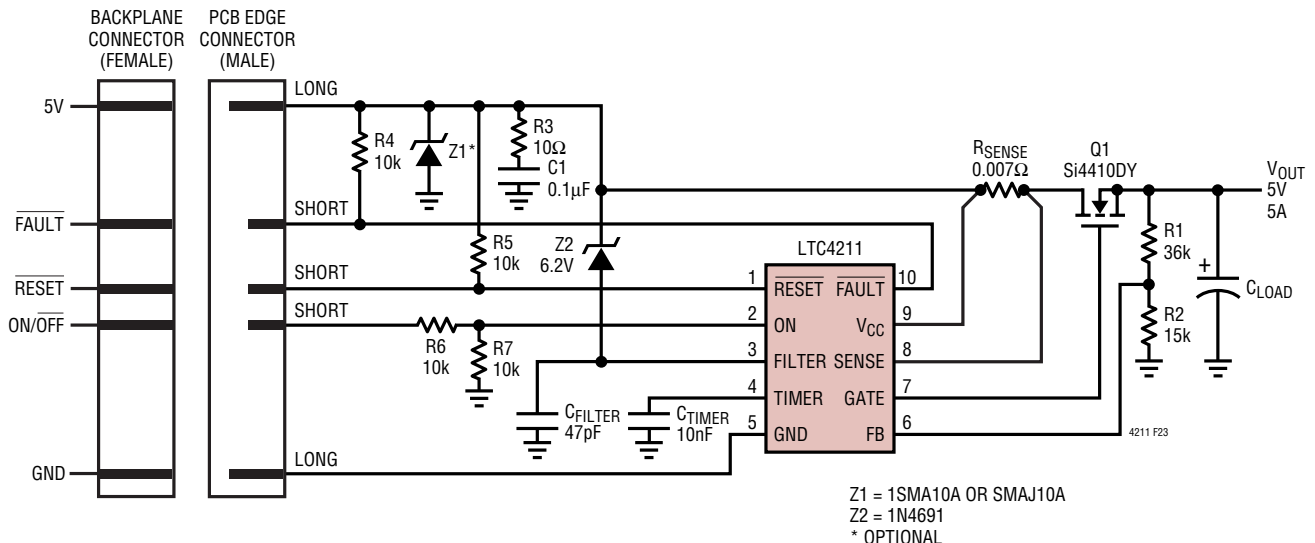 BACKPLANE
CONNECTOR
(FEMALE)
PCB EDGE
CONNECTOR
(MALE)
5V
FAULT
RESET
ON/OFF
GND
LONG
SHORT
SHORT
SHORT
LONG
R4
10k
Z1*
R5
10k
R3
10Ω
C1
0.1µF
Z2
6.2V
R6
10k
R7
10k
CFILTER
47pF
CTIMER
10nF
LTC4211
1
RESET
2
ON
3
FILTER
4
TIMER
5
GND
FAULT
10
VCC
9
SENSE
8
GATE
7
FB
6
RSENSE
0.007Ω
Q1
Si4410DY
VOUT
5V
5A
R1
36k
R2
15k
+
CLOAD
4211 F23
Z1 = 1SMA10A OR SMAJ10A
Z2 = 1N4691
* OPTIONAL